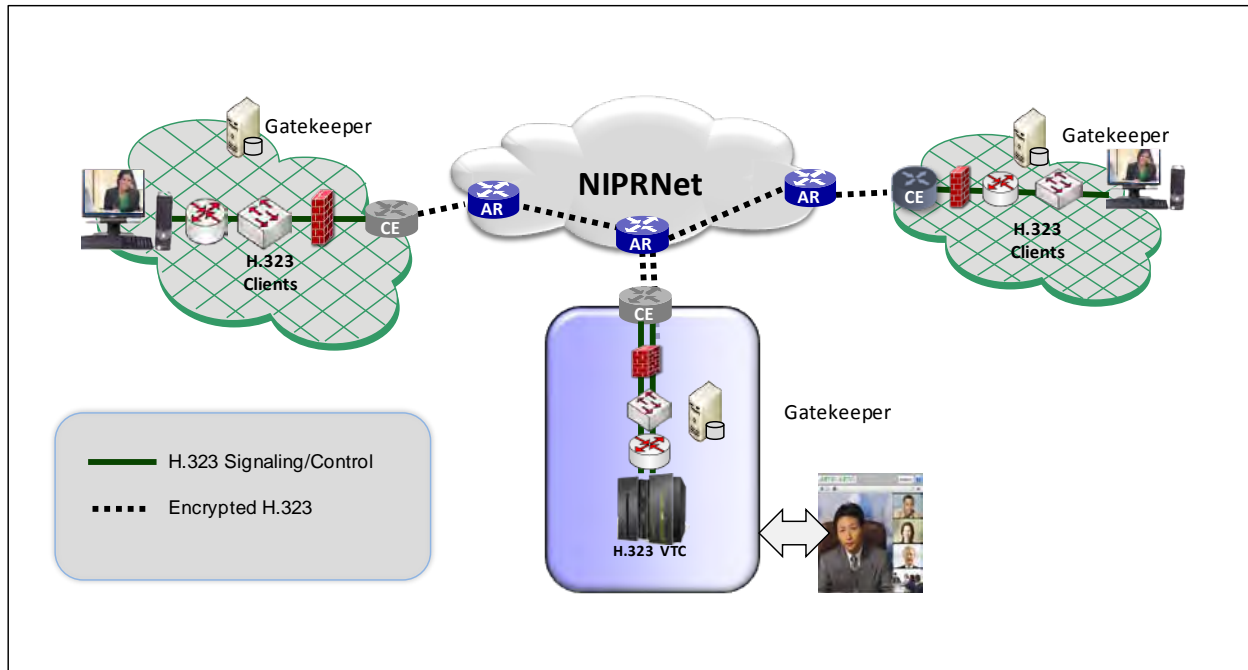 Gatekeeper
H.323
Clients
CE
NIPRNet
AR
AR
AR
Gatekeeper
CE
H.323
Clients
CE
Gatekeeper
H.323 VTC
H.323 Signaling/Control
Encrypted H.323